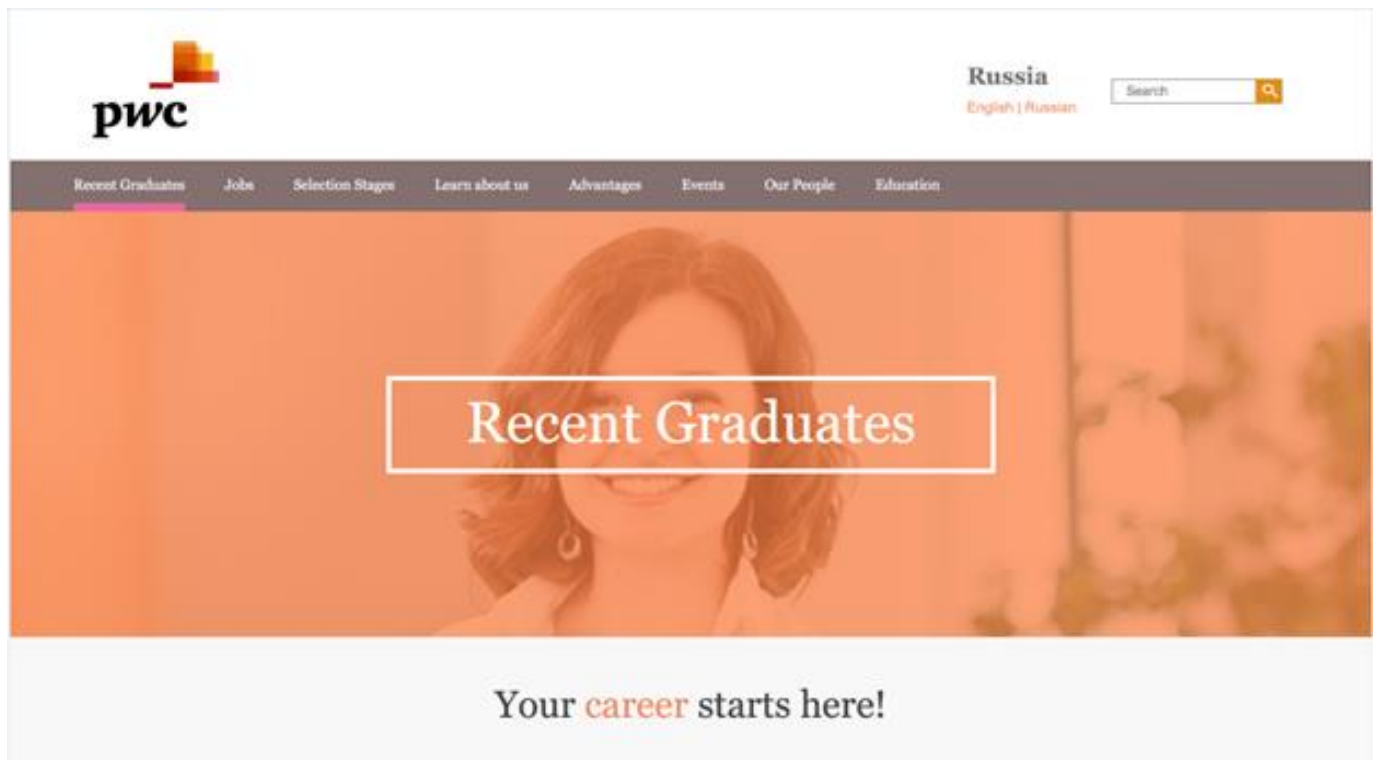 pwc
Russia
English | Russian
Search
Recent Graduates Jobs Selection Stages Learn about us Advantages Events Our People Education
Recent Graduates
Your career starts here!